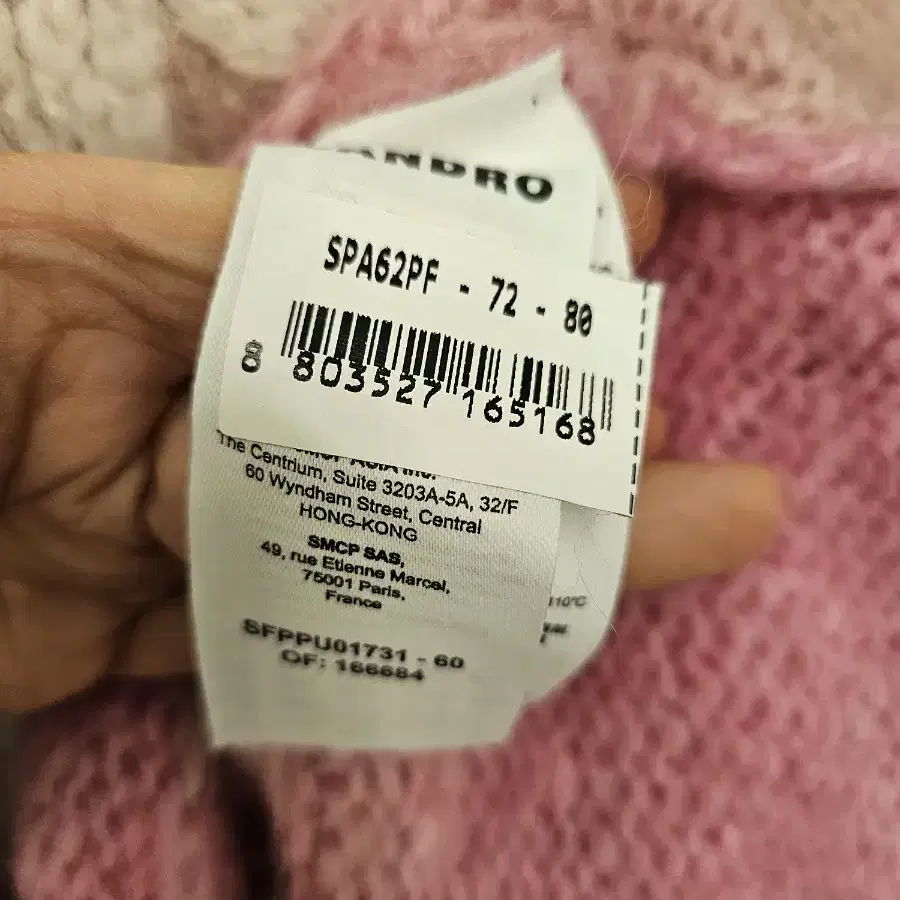 ANDRO
SPA62PF - 72 - 80
8 803527 165168
The Centrium, Suite 3203A-5A, 32/F
60 Wyndham Street, Central
HONG-KONG
SMCP SAS,
49, rue Etienne Marcel,
75001 Paris,
France
110°C
SFPPU01731 - 60
OF: 166684